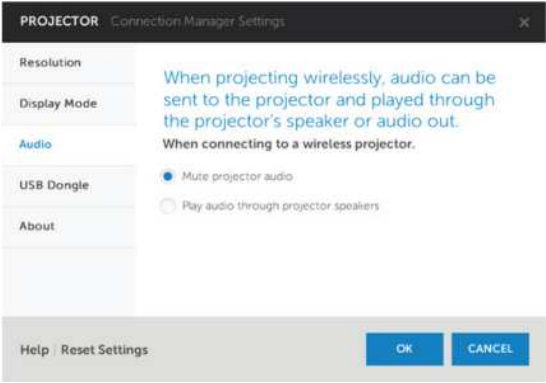 PROJECTOR Connection Manager Settings
Resolution
Display Mode
Audio
USB Dongle
About
When projecting wirelessly, audio can be
sent to the projector and played through
the projector's speaker or audio out.
When connecting to a wireless projector.
Mute projector audio
Play audio through projector speakers
Help | Reset Settings
OK
CANCEL